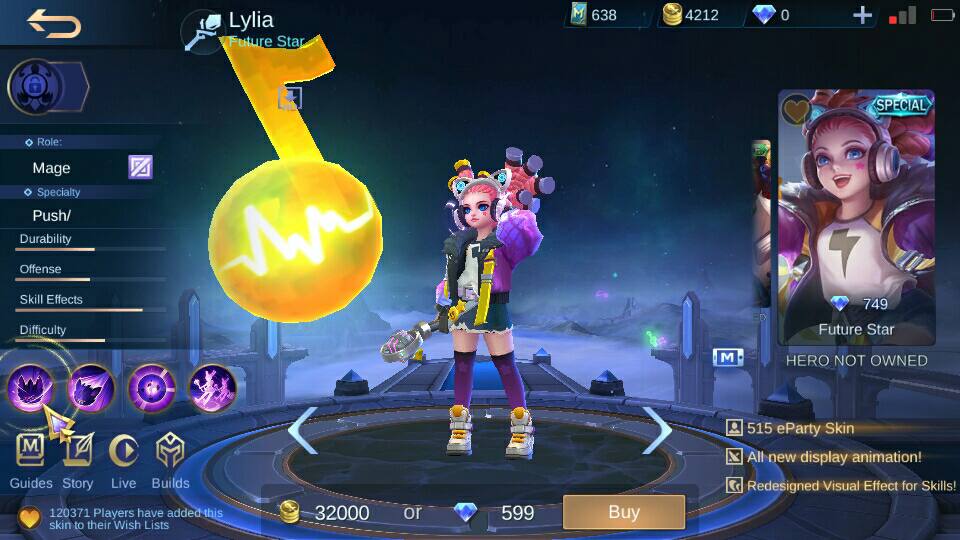 Lylia
Future Star
638
4212
0
Role:
Mage
Specialty
Push/
Durability
Offense
Skill Effects
Difficulty
Guides
Story
Live
Builds
120371 Players have added this
skin to their Wish Lists
32000 or 599
Buy
SPECIAL
749
Future Star
HERO NOT OWNED
M
515 eParty Skin
All new display animation!
Redesigned Visual Effect for Skills!